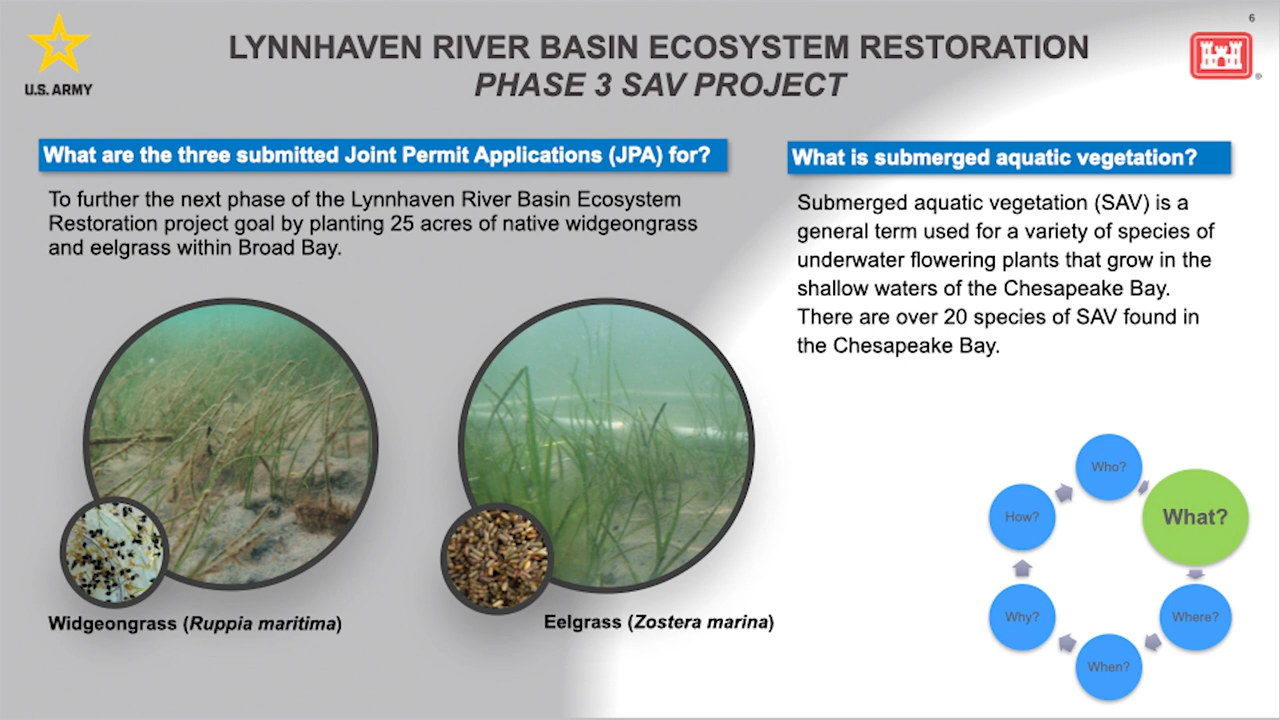 6
LYNNHAVEN RIVER BASIN ECOSYSTEM RESTORATION
PHASE 3 SAV PROJECT
U.S. ARMY
®
What are the three submitted Joint Permit Applications (JPA) for?
To further the next phase of the Lynnhaven River Basin Ecosystem
Restoration project goal by planting 25 acres of native widgeongrass
and eelgrass within Broad Bay.
Widgeongrass (Ruppia maritima)
Eelgrass (Zostera marina)
What is submerged aquatic vegetation?
Submerged aquatic vegetation (SAV) is a
general term used for a variety of species of
underwater flowering plants that grow in the
shallow waters of the Chesapeake Bay.
There are over 20 species of SAV found in
the Chesapeake Bay.
Who?
What?
Where?
When?
Why?
How?